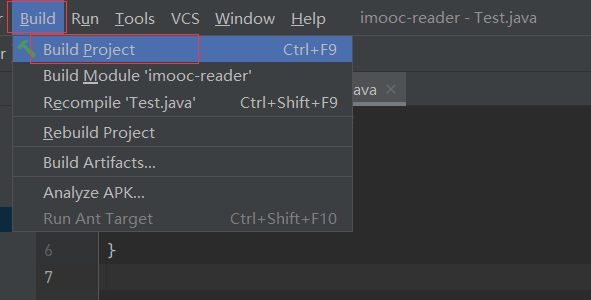 r Build Run Tools VCS Window Help imooc-reader - Test.java
r Build Project Ctrl+F9
Build Module 'imooc-reader'
ava ×
Recompile 'Test.java' Ctrl+Shift+F9
Rebuild Project
Build Artifacts...
Analyze APK...
Run Ant Target Ctrl+Shift+F10
6 }
7